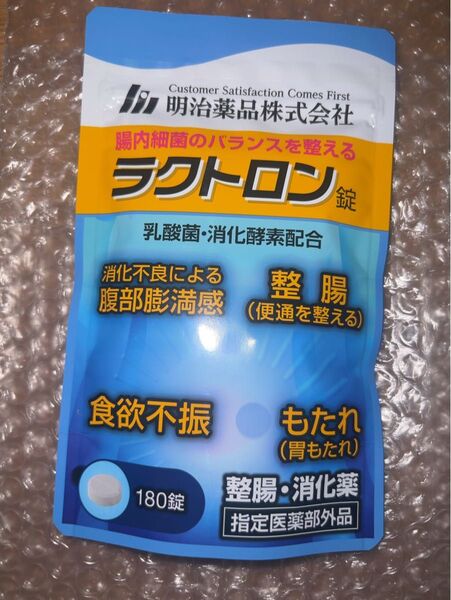 Customer Satisfaction Comes First
明治薬品株式会社
腸内細菌のバランスを整える
ラクトロン錠
乳酸菌・消化酵素配合
消化不良による
腹部膨満感
整腸
(便通を整える)
食欲不振
もたれ
(胃もたれ)
180錠
整腸・消化薬
指定医薬部外品